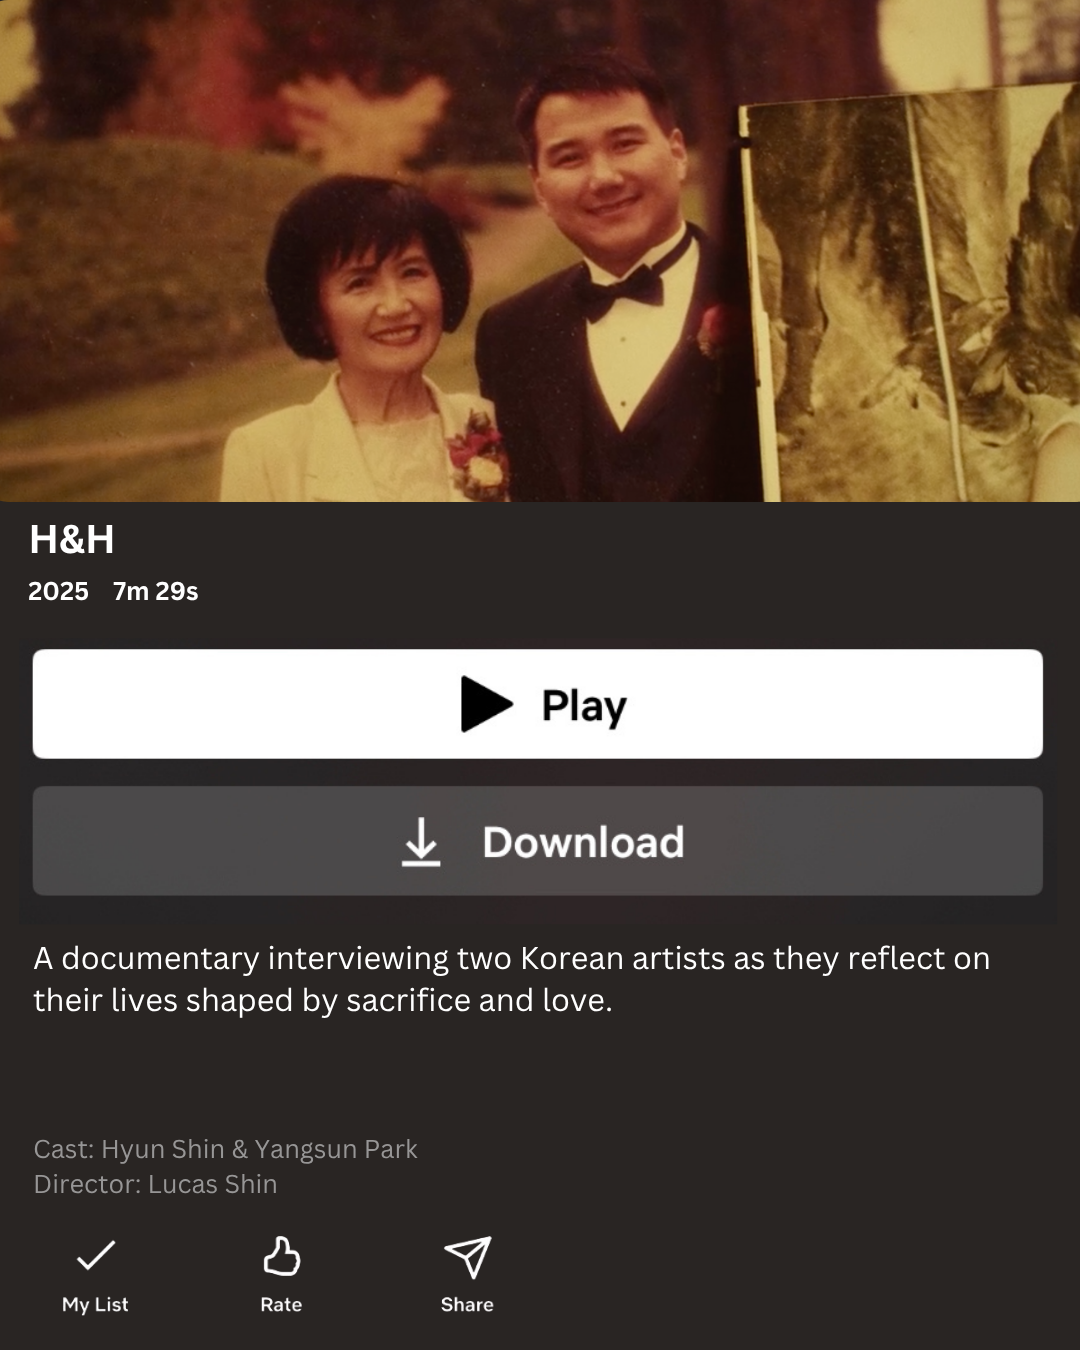 H&H
2025 7m 29s
Play
Download
A documentary interviewing two Korean artists as they reflect on
their lives shaped by sacrifice and love.
Cast: Hyun Shin & Yangsun Park
Director: Lucas Shin
My List Rate Share